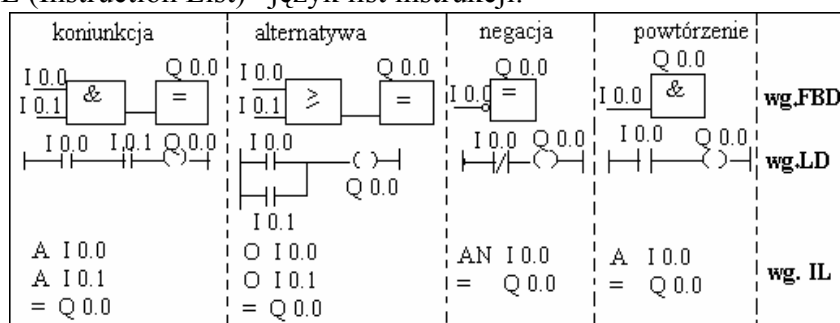 L (Instruction List) - język list instrukcji.
koniunkcja alternatywa negacja powtórzenie
Q 0.0 Q 0.0 Q 0.0 Q 0.0
I 0.0 I 0.0
& = ≥ = I 0.0 = I 0.0 & wg.FBD
I 0.1 I 0.1
I 0.0 I 0.1 Q 0.0 I 0.0 I 0.0 Q 0.0 I 0.0 Q 0.0
wg.LD
Q 0.0
I 0.1
A I 0.0 O I 0.0 AN I 0.0 A I 0.0
A I 0.1 O I 0.1 = Q 0.0 = Q 0.0 wg. IL
= Q 0.0 = Q 0.0